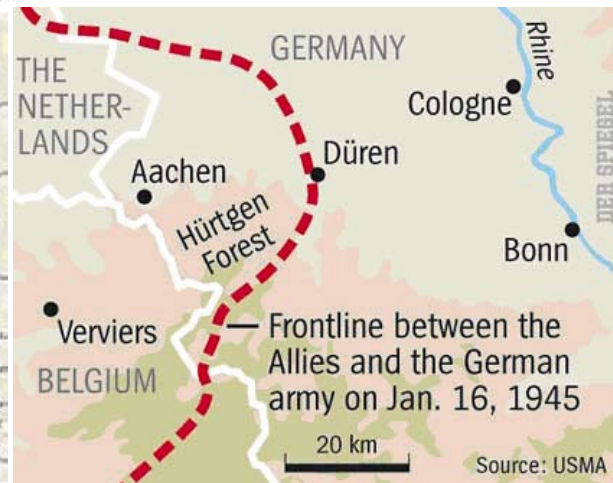 GERMANY
THE
NETHER-
LANDS
Rhine
Cologne
DER SPIEGEL
Aachen
Düren
Hürtgen
Forest
Bonn
Verviers
BELGIUM
Frontline between the
Allies and the German
army on Jan. 16, 1945
20 km
Source: USMA